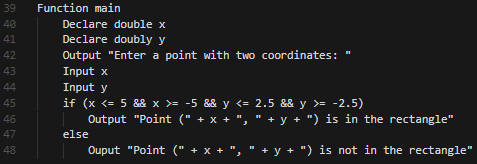 39 Function main
40 Declare double x
41 Declare doubly y
42 Output "Enter a point with two coordinates: "
43 Input x
44 Input y
45 if (x <= 5 && x >= -5 && y <= 2.5 && y >= -2.5)
46 Output "Point (" + x + ", " + y + ") is in the rectangle"
47 else
48 Ouput "Point (" + x + ", " + y + ") is not in the rectangle"